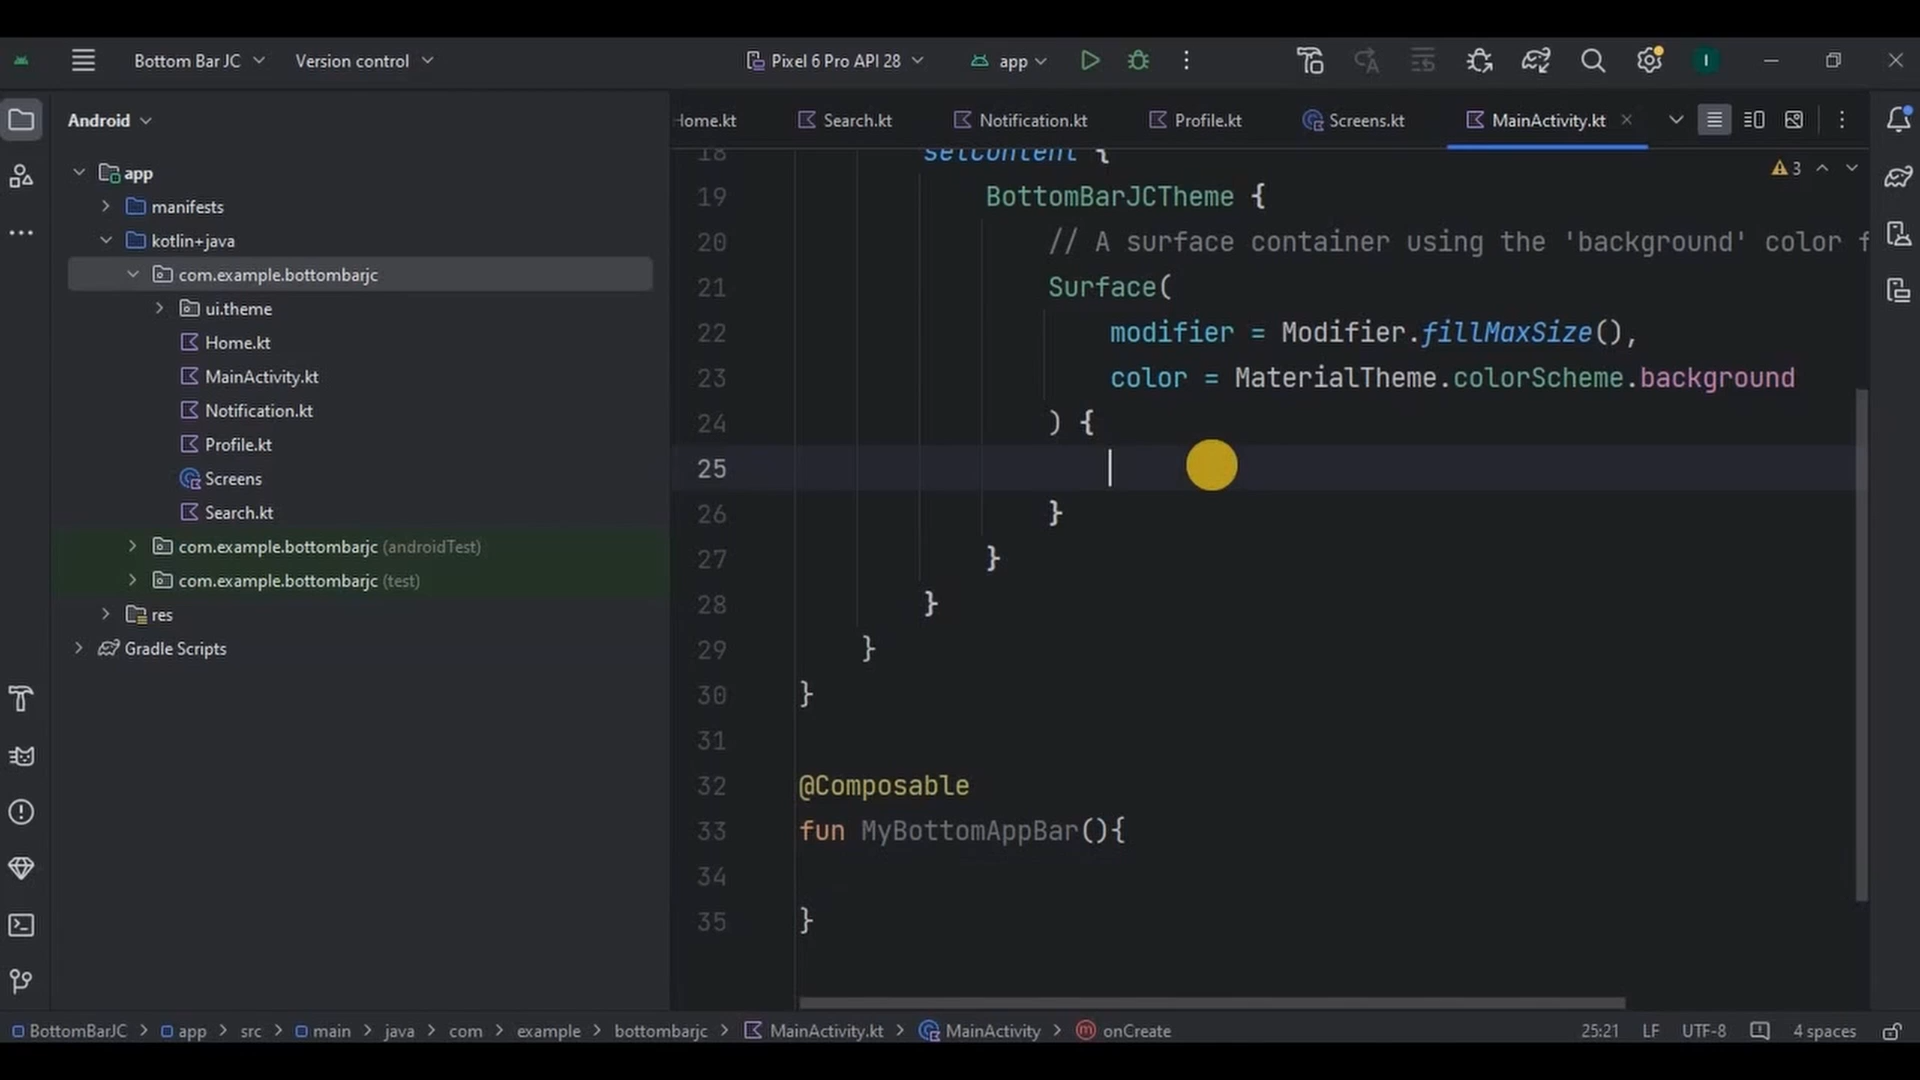 Bottom Bar JC
Version control
Pixel 6 Pro API 28
app
I
Android
Home.kt
Search.kt
Notification.kt
Profile.kt
Screens.kt
MainActivity.kt
app
manifests
kotlin+java
com.example.bottombarjc
ui.theme
Home.kt
MainActivity.kt
Notification.kt
Profile.kt
Screens
Search.kt
com.example.bottombarjc (androidTest)
com.example.bottombarjc (test)
res
Gradle Scripts
3
18 setContent {
19 BottomBarJCTheme {
20 // A surface container using the 'background' color f
21 Surface(
22 modifier = Modifier.fillMaxSize(),
23 color = MaterialTheme.colorScheme.background
24 ) {
25
26 }
27 }
28 }
29 }
30 }
31
32 @Composable
33 fun MyBottomAppBar(){
34
35 }
BottomBarJC > app > src > main > java > com > example > bottombarjc > MainActivity.kt > MainActivity > m onCreate
25:21 LF UTF-8 4 spaces